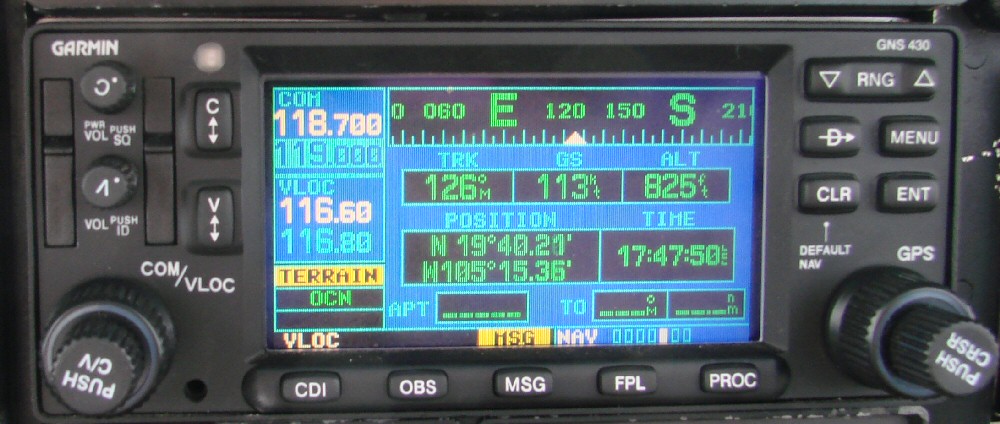 GARMIN
GNS 430
C
PWR
VOL PUSH SQ
C
V
VOL PUSH ID
V
COM/VLOC
PUSH C/V
COM
118.700
119.000
VLOC
116.60
116.80
TERRAIN
OCN
VLOC
0 060 E 120 150 S 21
TRK GS ALT
126°M 113kt 825ft
POSITION TIME
N 19°40.21'
W105°15.36'
17:47:50
APT _____ TO _____°M _____nm
MSG NAV
RNG
D
MENU
CLR
ENT
DEFAULT NAV
GPS
PUSH CRSR
CDI OBS MSG FPL PROC